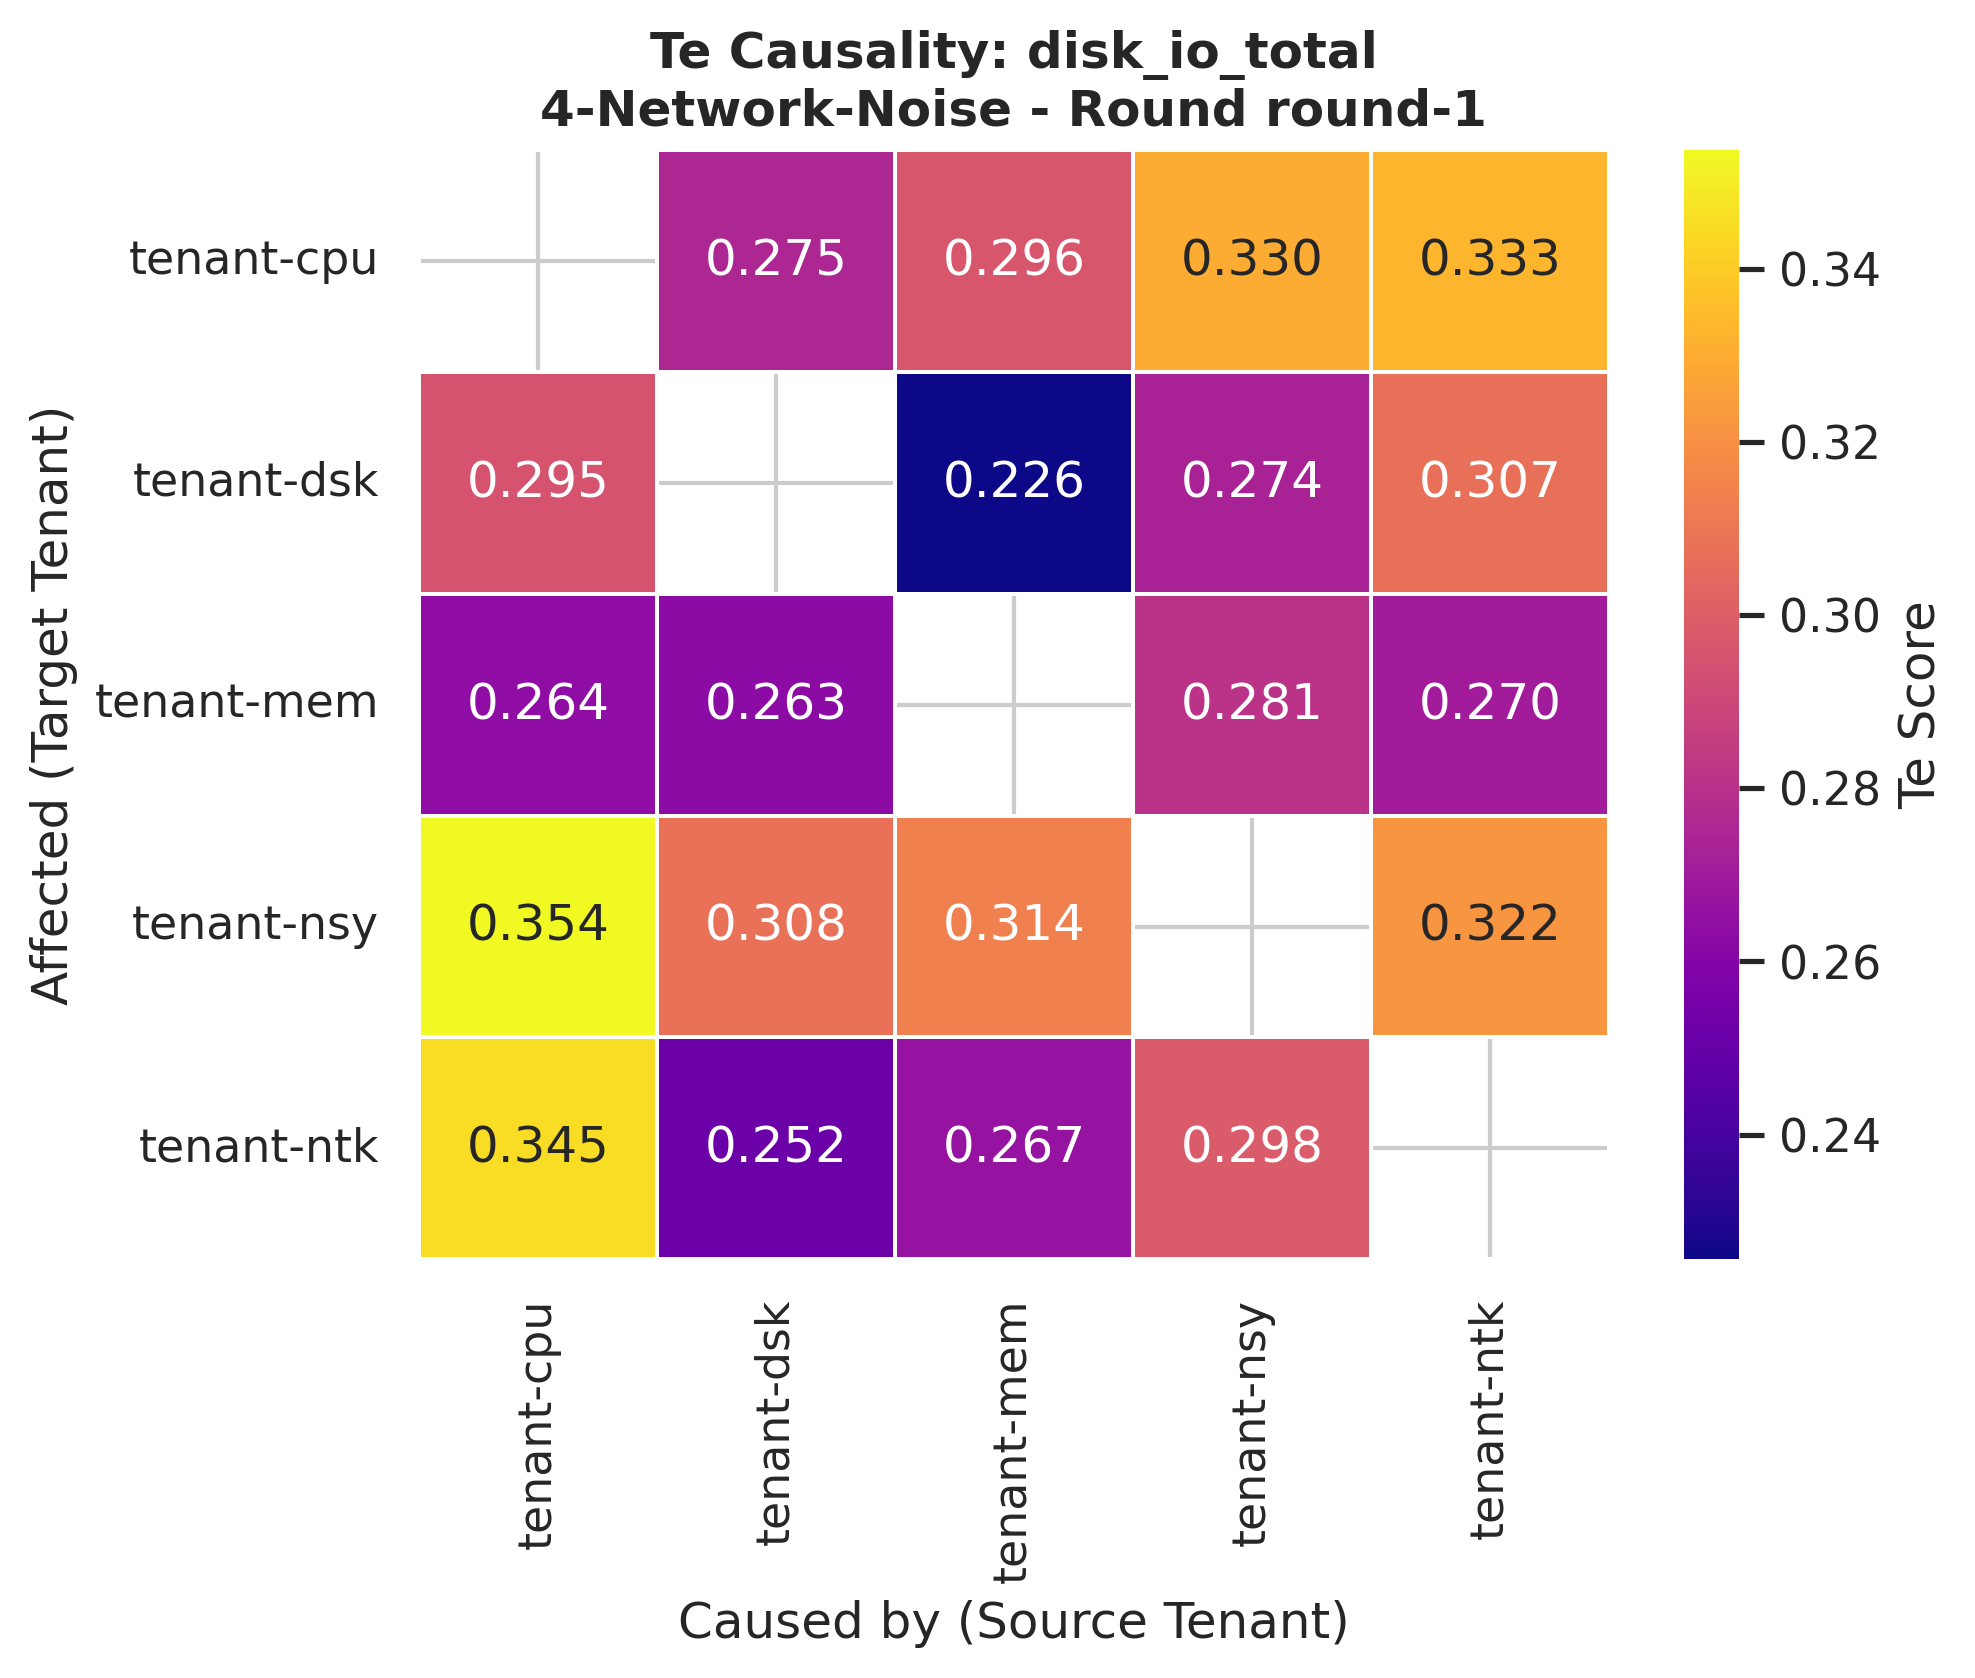 Te Causality: disk_io_total
4-Network-Noise - Round round-1
Affected (Target Tenant)
tenant-cpu 0.275 0.296 0.330 0.333
tenant-dsk 0.295 0.226 0.274 0.307
tenant-mem 0.264 0.263 0.281 0.270
tenant-nsy 0.354 0.308 0.314 0.322
tenant-ntk 0.345 0.252 0.267 0.298
tenant-cpu tenant-dsk tenant-mem tenant-nsy tenant-ntk
Caused by (Source Tenant)
0.34
0.32
0.30
0.28
0.26
0.24
Te Score